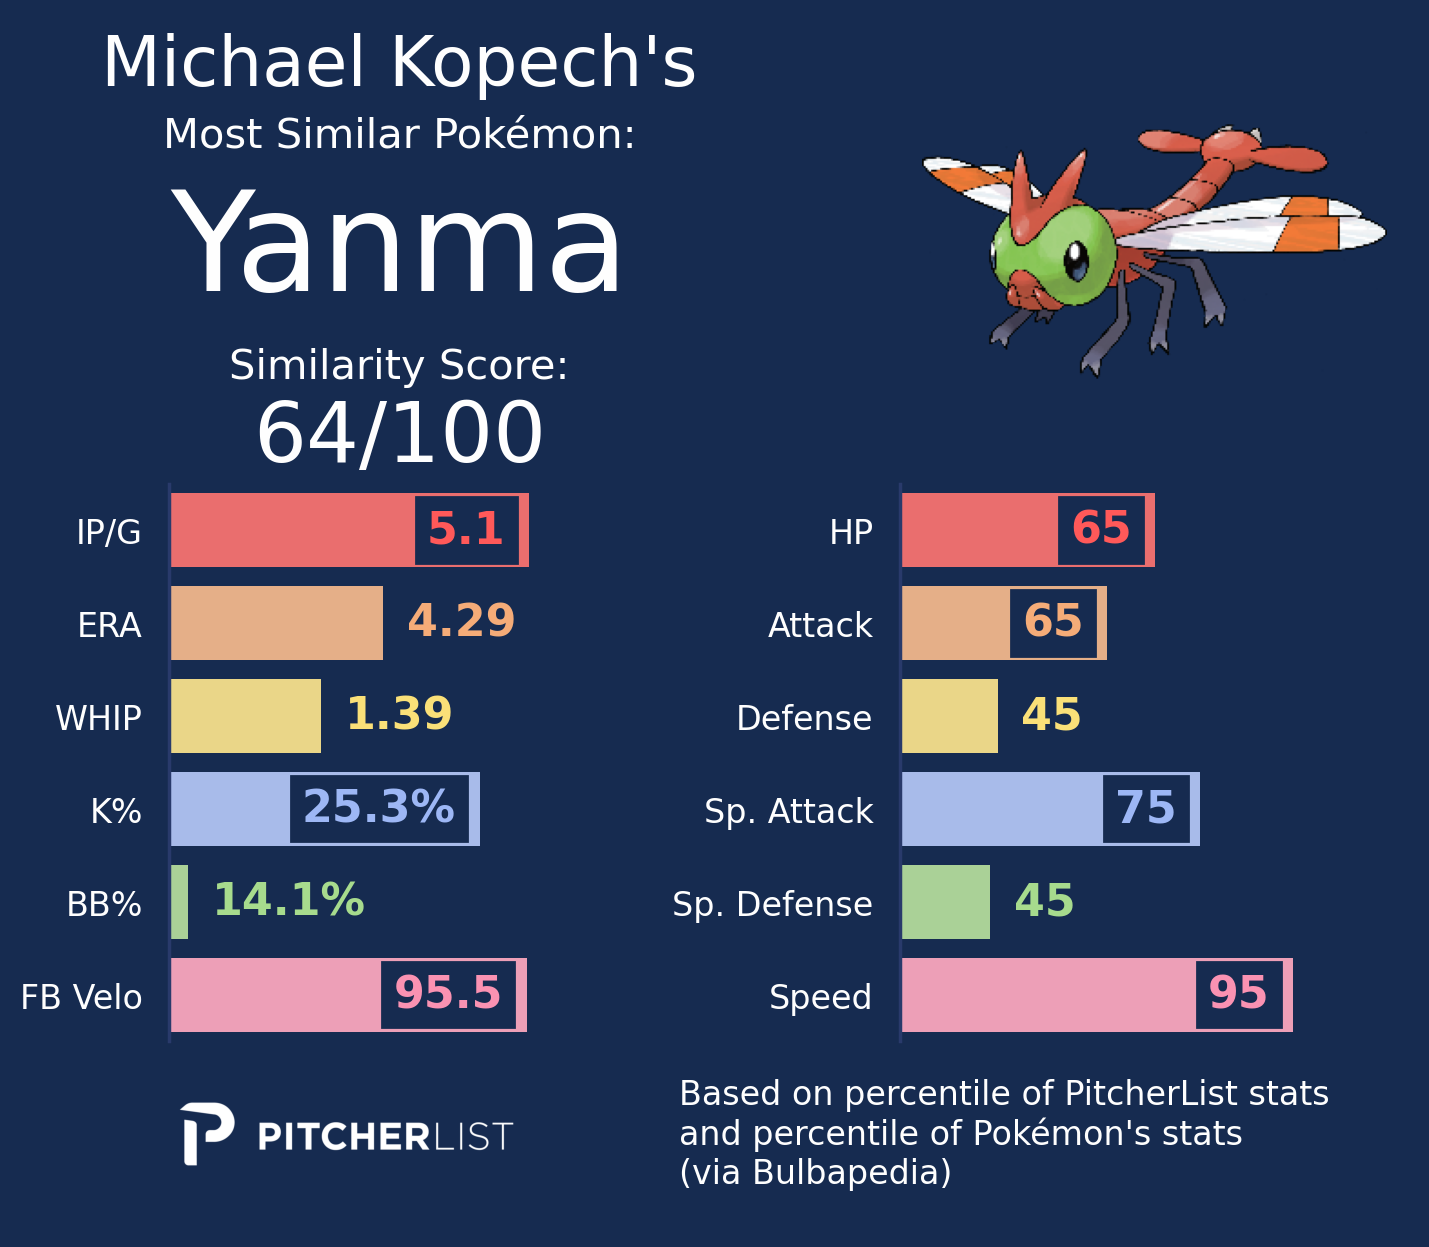 Michael Kopech's
Most Similar Pokémon:
Yanma
Similarity Score:
64/100
IP/G 5.1
ERA 4.29
WHIP 1.39
K% 25.3%
BB% 14.1%
FB Velo 95.5
HP 65
Attack 65
Defense 45
Sp. Attack 75
Sp. Defense 45
Speed 95
PITCHERLIST
Based on percentile of PitcherList stats
and percentile of Pokémon's stats
(via Bulbapedia)